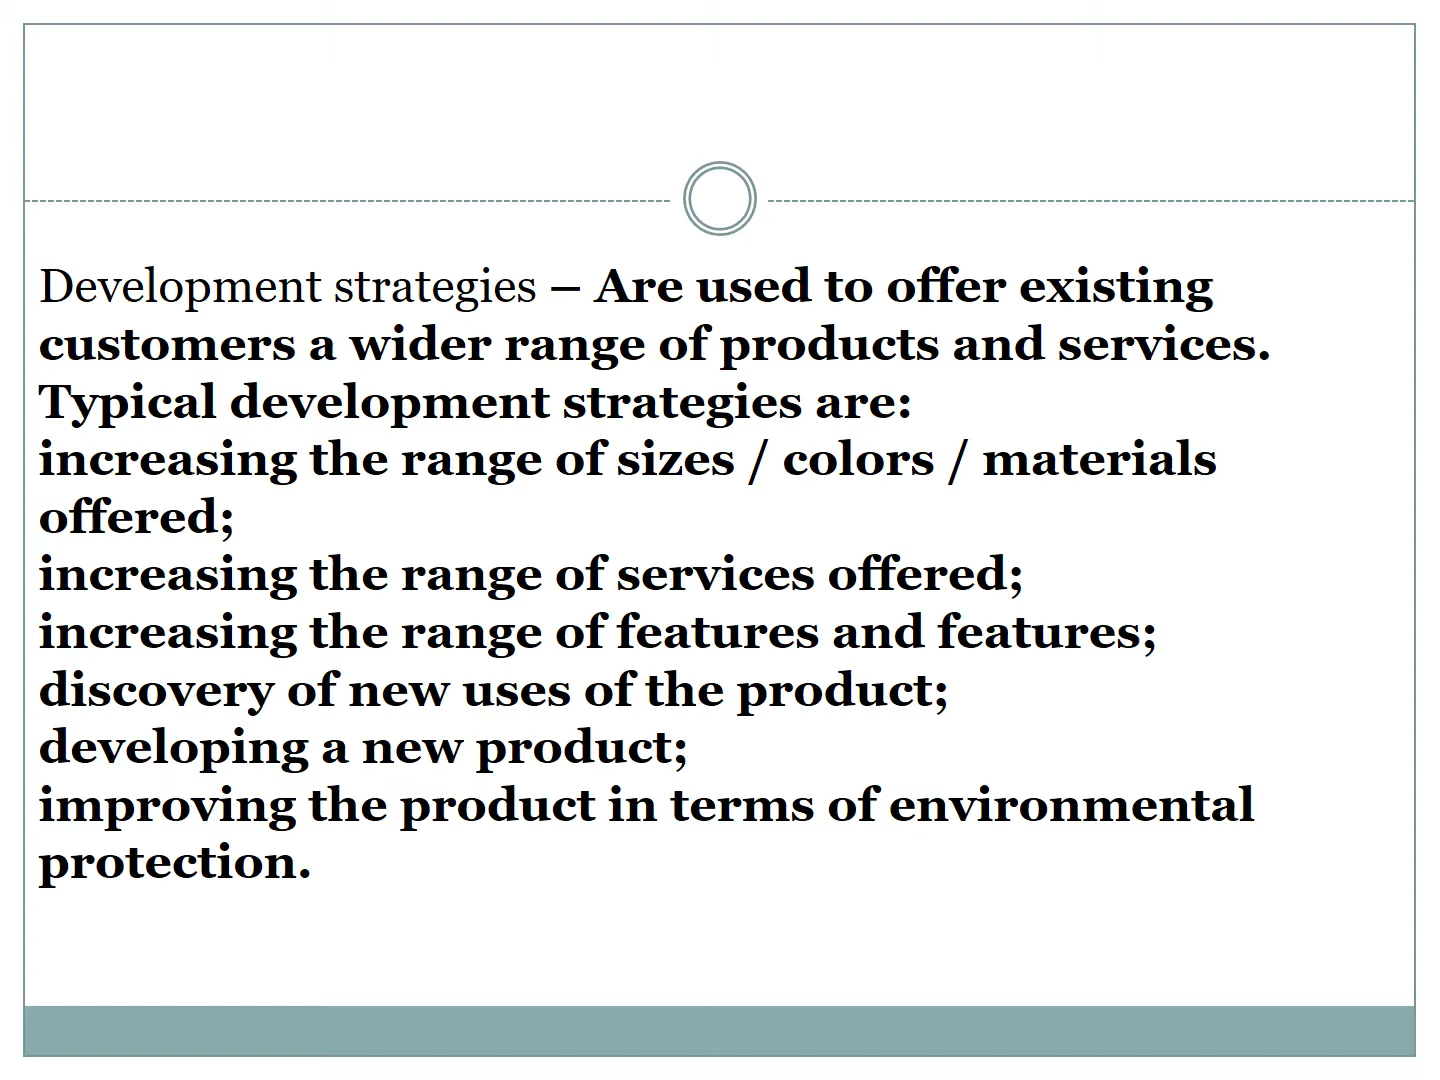 Development strategies – Are used to offer existing
customers a wider range of products and services.
Typical development strategies are:
increasing the range of sizes / colors / materials
offered;
increasing the range of services offered;
increasing the range of features and features;
discovery of new uses of the product;
developing a new product;
improving the product in terms of environmental
protection.